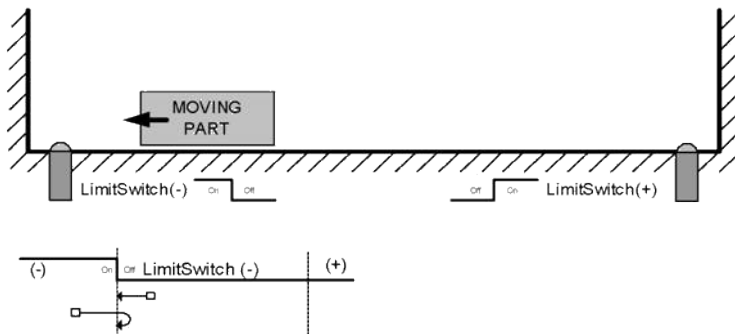 MOVING
PART
LimitSwitch(-) On Off
Off On LimitSwitch(+)
(-) On Off LimitSwitch (-) (+)